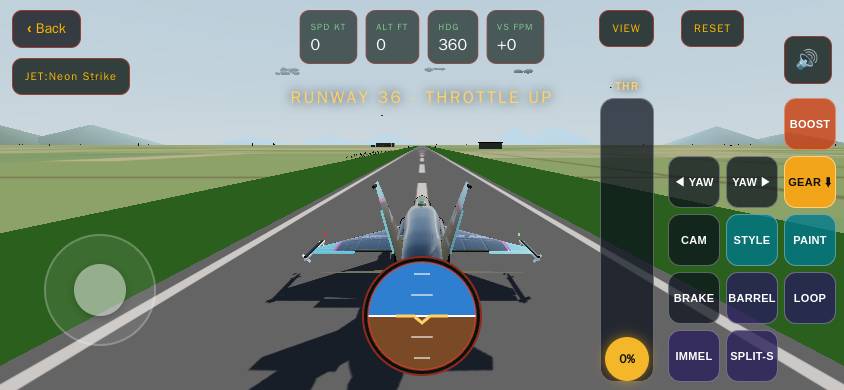 ‹ Back
SPD KT
0
ALT FT
0
HDG
360
VS FPM
+0
VIEW
RESET
JET:Neon Strike
RUNWAY 36 · THROTTLE UP
THR
BOOST
◀ YAW
YAW ▶
GEAR ⬇
CAM
STYLE
PAINT
BRAKE
BARREL
LOOP
0%
IMMEL
SPLIT-S